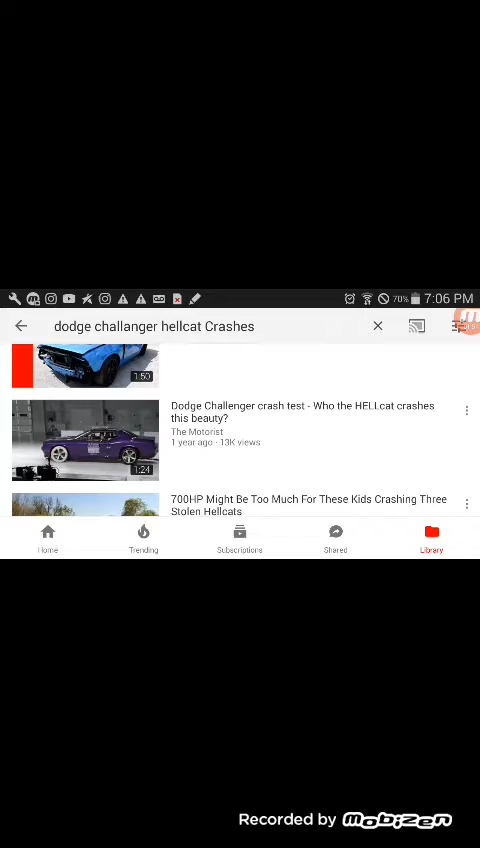 70% 7:06 PM
dodge challanger hellcat Crashes
1:50
Dodge Challenger crash test - Who the HELLcat crashes
this beauty?
The Motorist
1 year ago · 13K views
1:24
700HP Might Be Too Much For These Kids Crashing Three
Stolen Hellcats
Home Trending Subscriptions Shared Library
Recorded by Mobizen